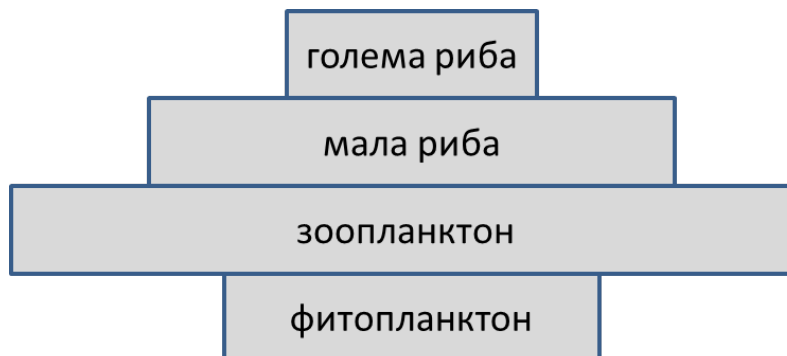 голема риба
мала риба
зоопланктон
фитопланктон